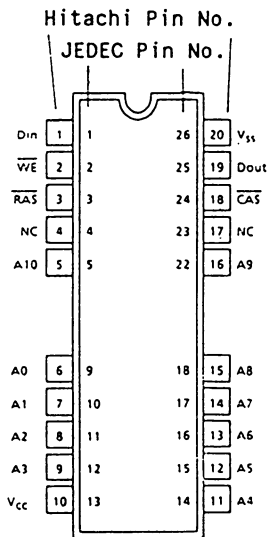 Hitachi Pin No.
JEDEC Pin No.
Din 1 1 26 20 Vss
WE 2 2 25 19 Dout
RAS 3 3 24 18 CAS
NC 4 4 23 17 NC
A10 5 5 22 16 A9
A0 6 9 18 15 A8
A1 7 10 17 14 A7
A2 8 11 16 13 A6
A3 9 12 15 12 A5
Vcc 10 13 14 11 A4